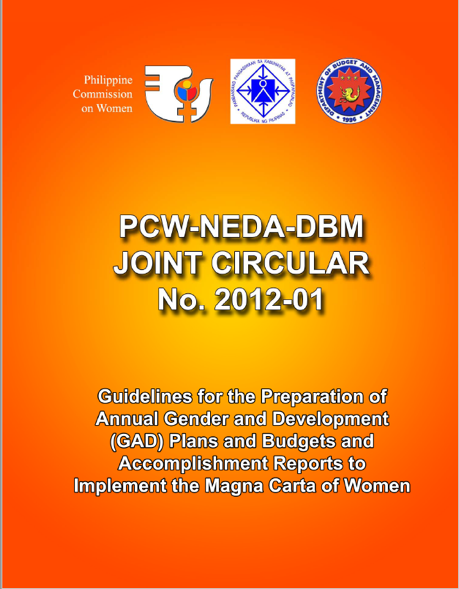 Philippine
Commission
on Women
PAMBANSANG PANGASIWAAN SA KABUHAYAN AT PAGPAPAUNLAD
REPUBLIKA NG PILIPINAS
DEPARTMENT OF BUDGET AND MANAGEMENT
1936
PCW-NEDA-DBM
JOINT CIRCULAR
No. 2012-01
Guidelines for the Preparation of
Annual Gender and Development
(GAD) Plans and Budgets and
Accomplishment Reports to
Implement the Magna Carta of Women